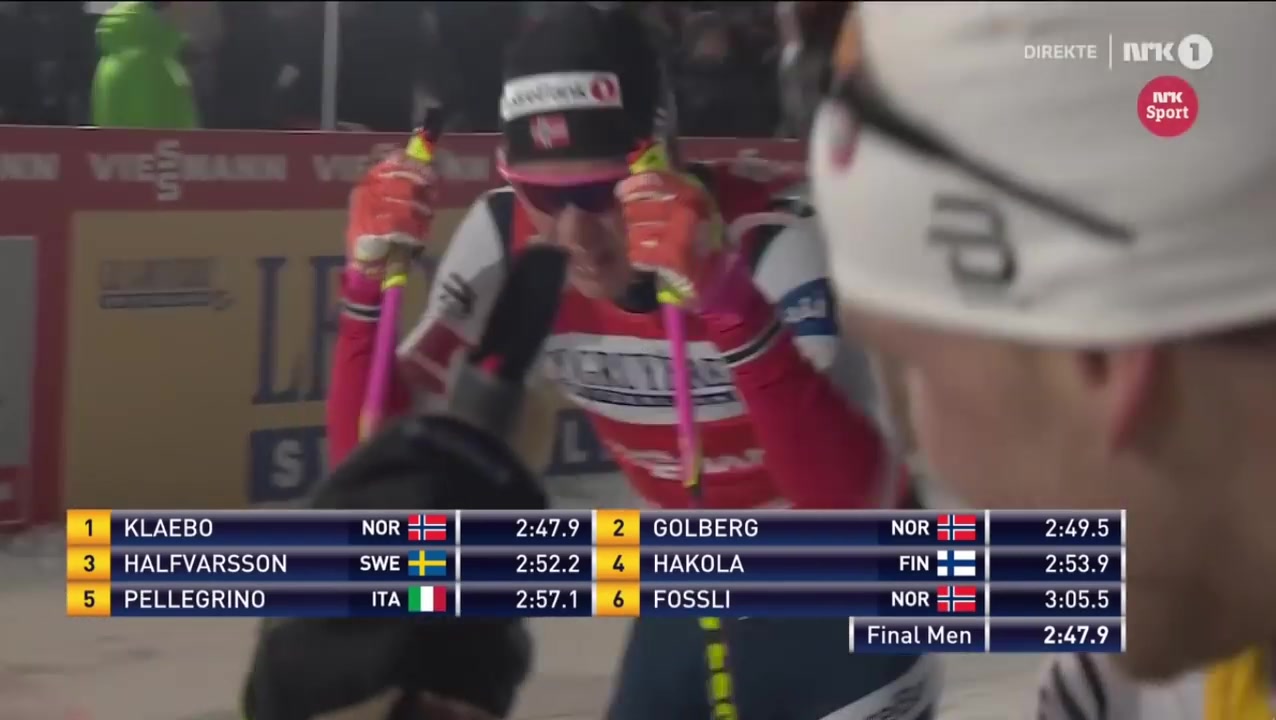 DIREKTE nrk 1
nrk
Sport
VIESMANN
1 KLAEBO NOR 2:47.9 2 GOLBERG NOR 2:49.5
3 HALFVARSSON SWE 2:52.2 4 HAKOLA FIN 2:53.9
5 PELLEGRINO ITA 2:57.1 6 FOSSLI NOR 3:05.5
Final Men 2:47.9